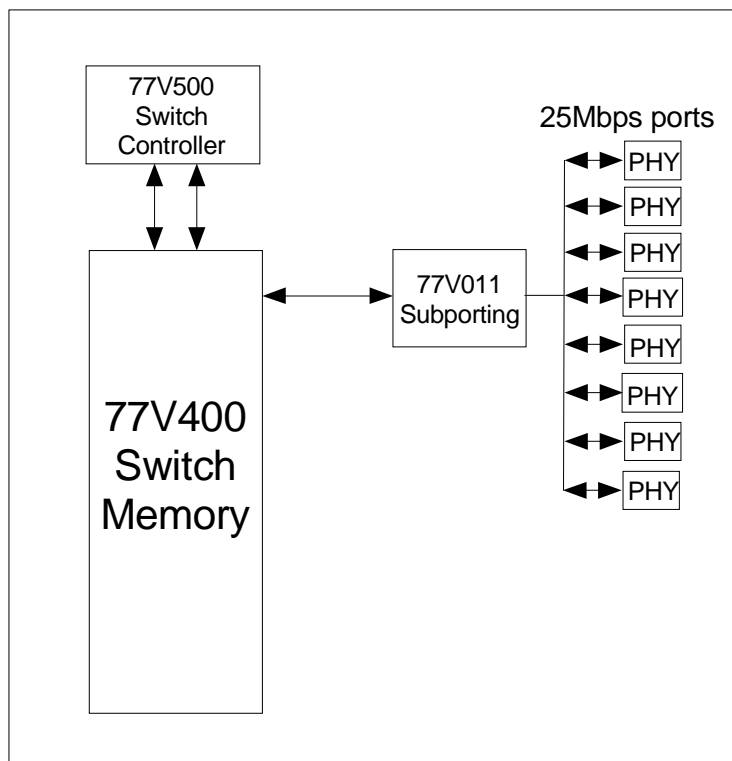 77V500
Switch
Controller
25Mbps ports
PHY
PHY
PHY
PHY
PHY
PHY
PHY
PHY
77V011
Subporting
77V400
Switch
Memory